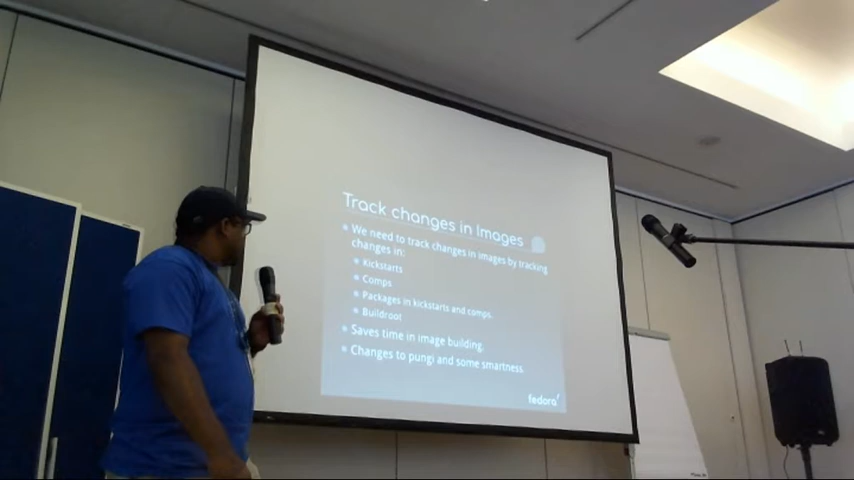 Track changes in Images
We need to track changes in images by tracking
changes in:
Kickstarts
Comps
Packages in kickstarts and comps.
Buildroot
Saves time in image building.
Changes to pungi and some smartness.
fedora